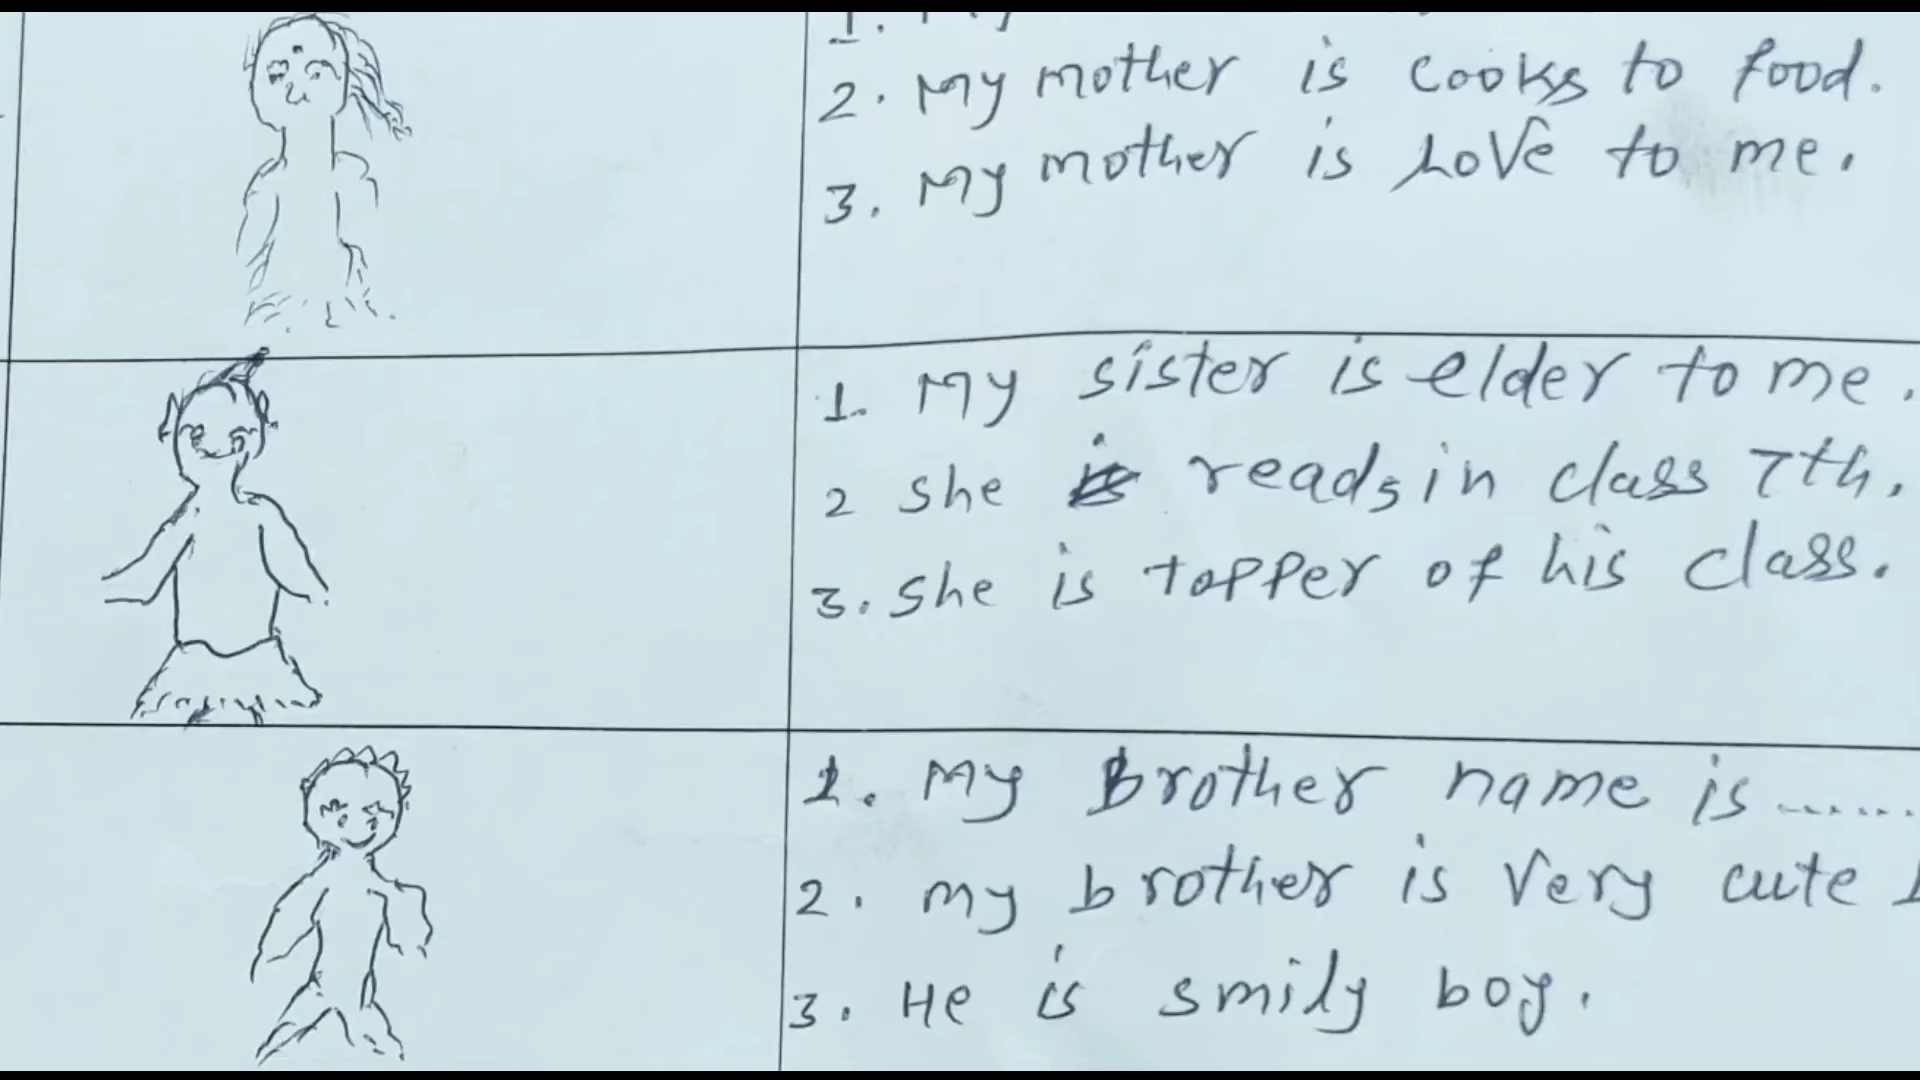 2. My mother is cooks to food.
3. My mother is Love to me.
1. My sister is elder to me.
2 She reads in class 7th.
3. She is topper of his class.
1. My Brother name is ......
2. my brother is very cute
3. He is smily boy.